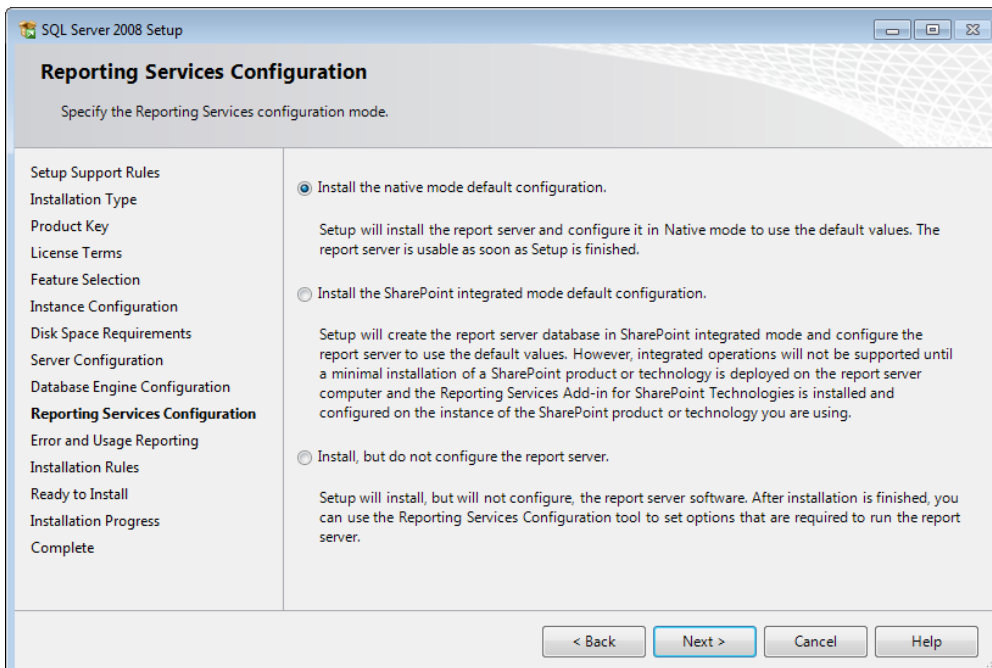 SQL Server 2008 Setup
Reporting Services Configuration
Specify the Reporting Services configuration mode.
Setup Support Rules
Installation Type
Product Key
License Terms
Feature Selection
Instance Configuration
Disk Space Requirements
Server Configuration
Database Engine Configuration
Reporting Services Configuration
Error and Usage Reporting
Installation Rules
Ready to Install
Installation Progress
Complete
Install the native mode default configuration.
Setup will install the report server and configure it in Native mode to use the default values. The
report server is usable as soon as Setup is finished.
Install the SharePoint integrated mode default configuration.
Setup will create the report server database in SharePoint integrated mode and configure the
report server to use the default values. However, integrated operations will not be supported until
a minimal installation of a SharePoint product or technology is deployed on the report server
computer and the Reporting Services Add-in for SharePoint Technologies is installed and
configured on the instance of the SharePoint product or technology you are using.
Install, but do not configure the report server.
Setup will install, but will not configure, the report server software. After installation is finished, you
can use the Reporting Services Configuration tool to set options that are required to run the report
server.
< Back
Next >
Cancel
Help